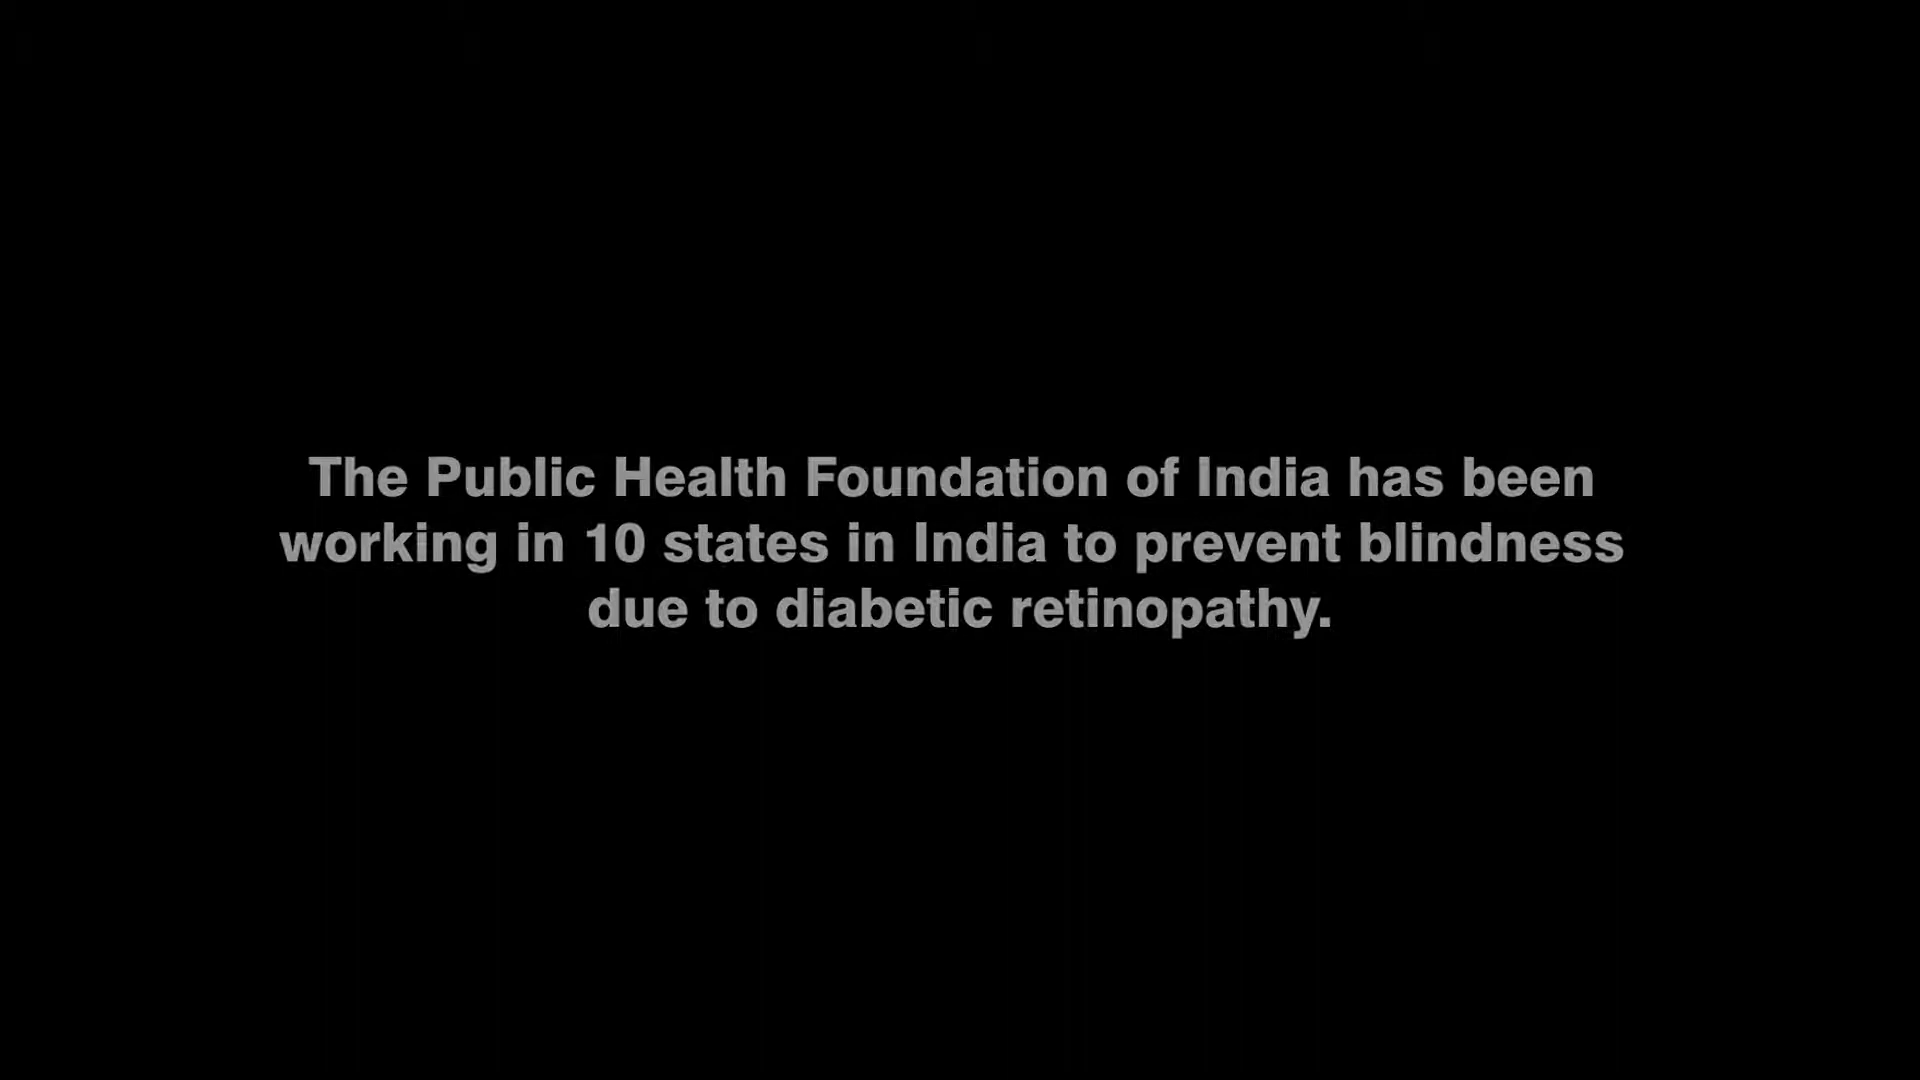 The Public Health Foundation of India has been
working in 10 states in India to prevent blindness
due to diabetic retinopathy.